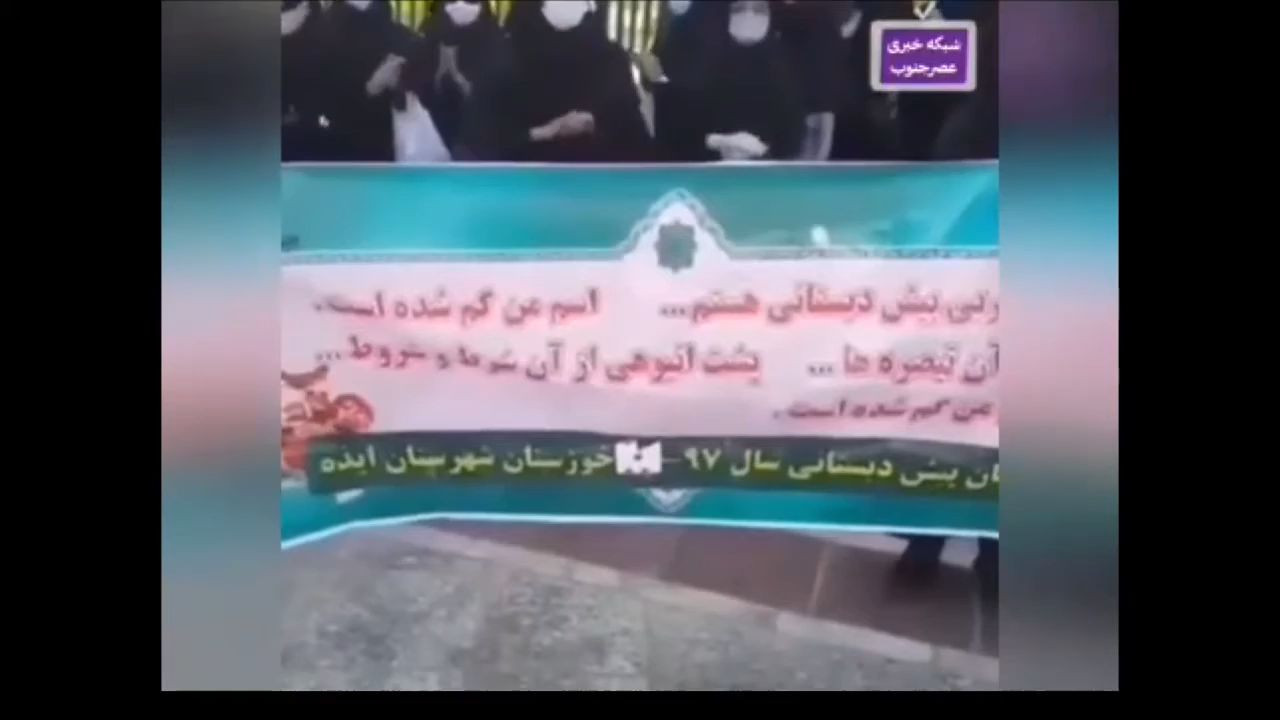 شبکه خبری
عصرجنوب
پیش دبستانی هستم... اسم من گم شده است.
آن تبصره ها ... پشت انبوهی از آن شرط و شروط...
من گم شده است.
پیش دبستانی سال ۹۷ - خوزستان شهرستان ایذه